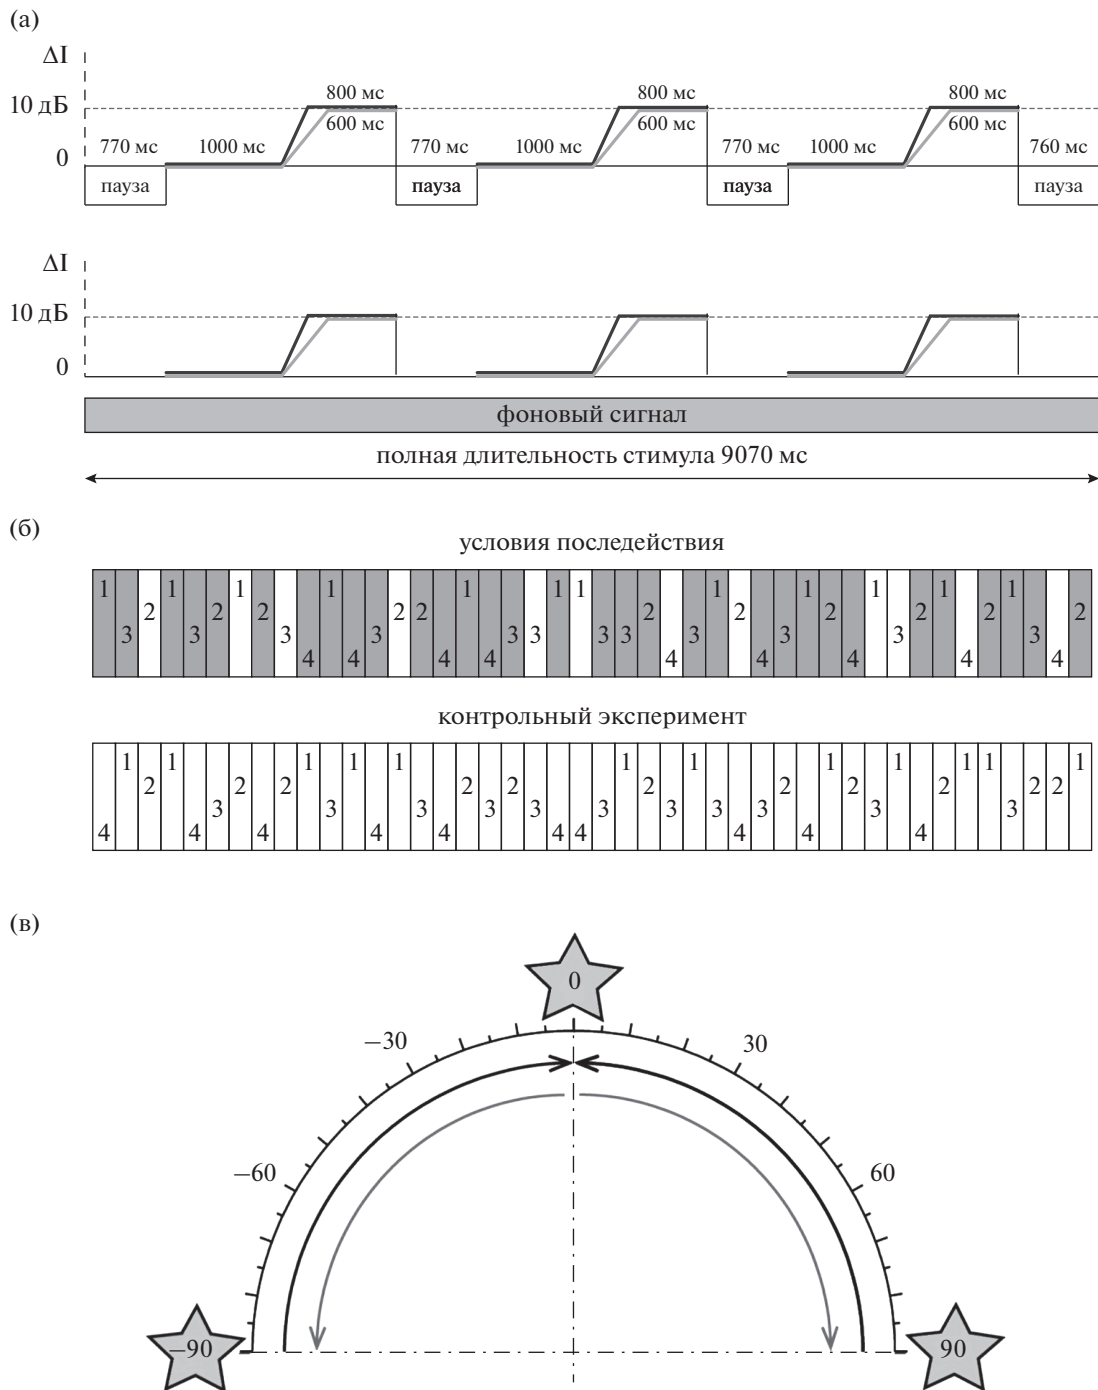 (а)
ΔI
10 дБ
0
800 мс 800 мс 800 мс
600 мс 600 мс 600 мс
770 мс 1000 мс 770 мс 1000 мс 770 мс 1000 мс 760 мс
пауза пауза пауза пауза
ΔI
10 дБ
0
фоновый сигнал
полная длительность стимула 9070 мс
(б)
условия последействия
1 3 2 1 3 2 1 2 3 4 1 4 3 2 2 4 1 4 3 3 1 1 3 3 2 4 3 1 2 4 3 1 2 4 1 3 2 1 4 2 1 3 4 2
контрольный эксперимент
4 1 2 1 4 3 2 4 2 1 3 1 4 1 3 4 2 3 2 3 4 4 3 1 2 3 1 3 4 3 2 4 1 2 3 1 4 2 1 1 3 2 2 1
(в)
0
−30 30
−60 60
−90 90